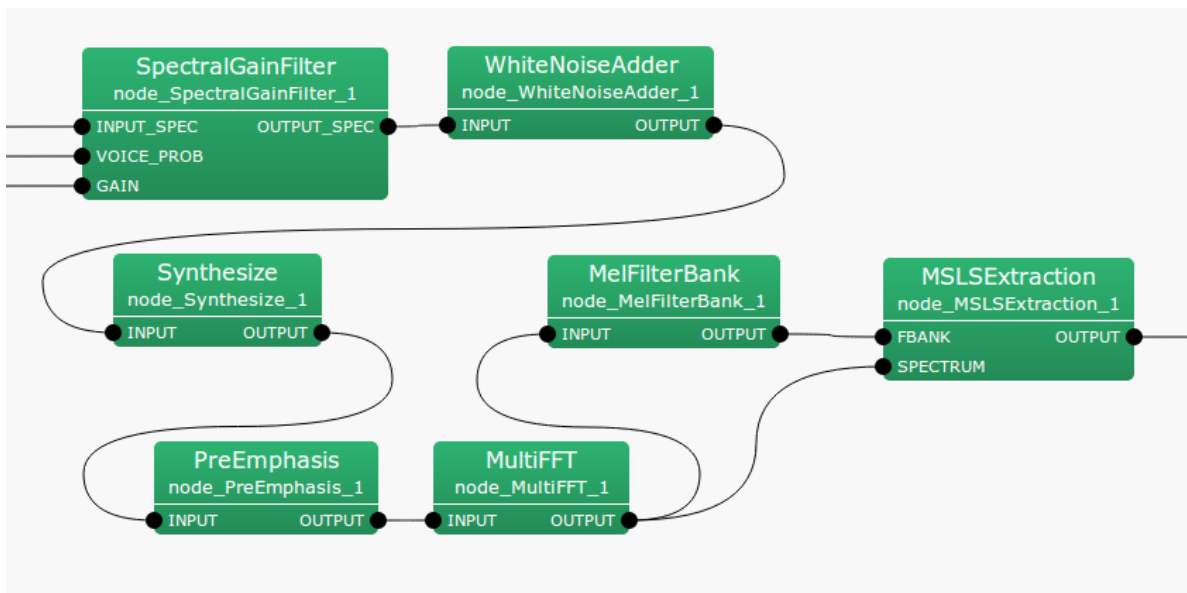 SpectralGainFilter
node_SpectralGainFilter_1
INPUT_SPEC OUTPUT_SPEC
VOICE_PROB
GAIN
WhiteNoiseAdder
node_WhiteNoiseAdder_1
INPUT OUTPUT
Synthesize
node_Synthesize_1
INPUT OUTPUT
MelFilterBank
node_MelFilterBank_1
INPUT OUTPUT
MSLSExtraction
node_MSLSExtraction_1
FBANK OUTPUT
SPECTRUM
PreEmphasis
node_PreEmphasis_1
INPUT OUTPUT
MultiFFT
node_MultiFFT_1
INPUT OUTPUT